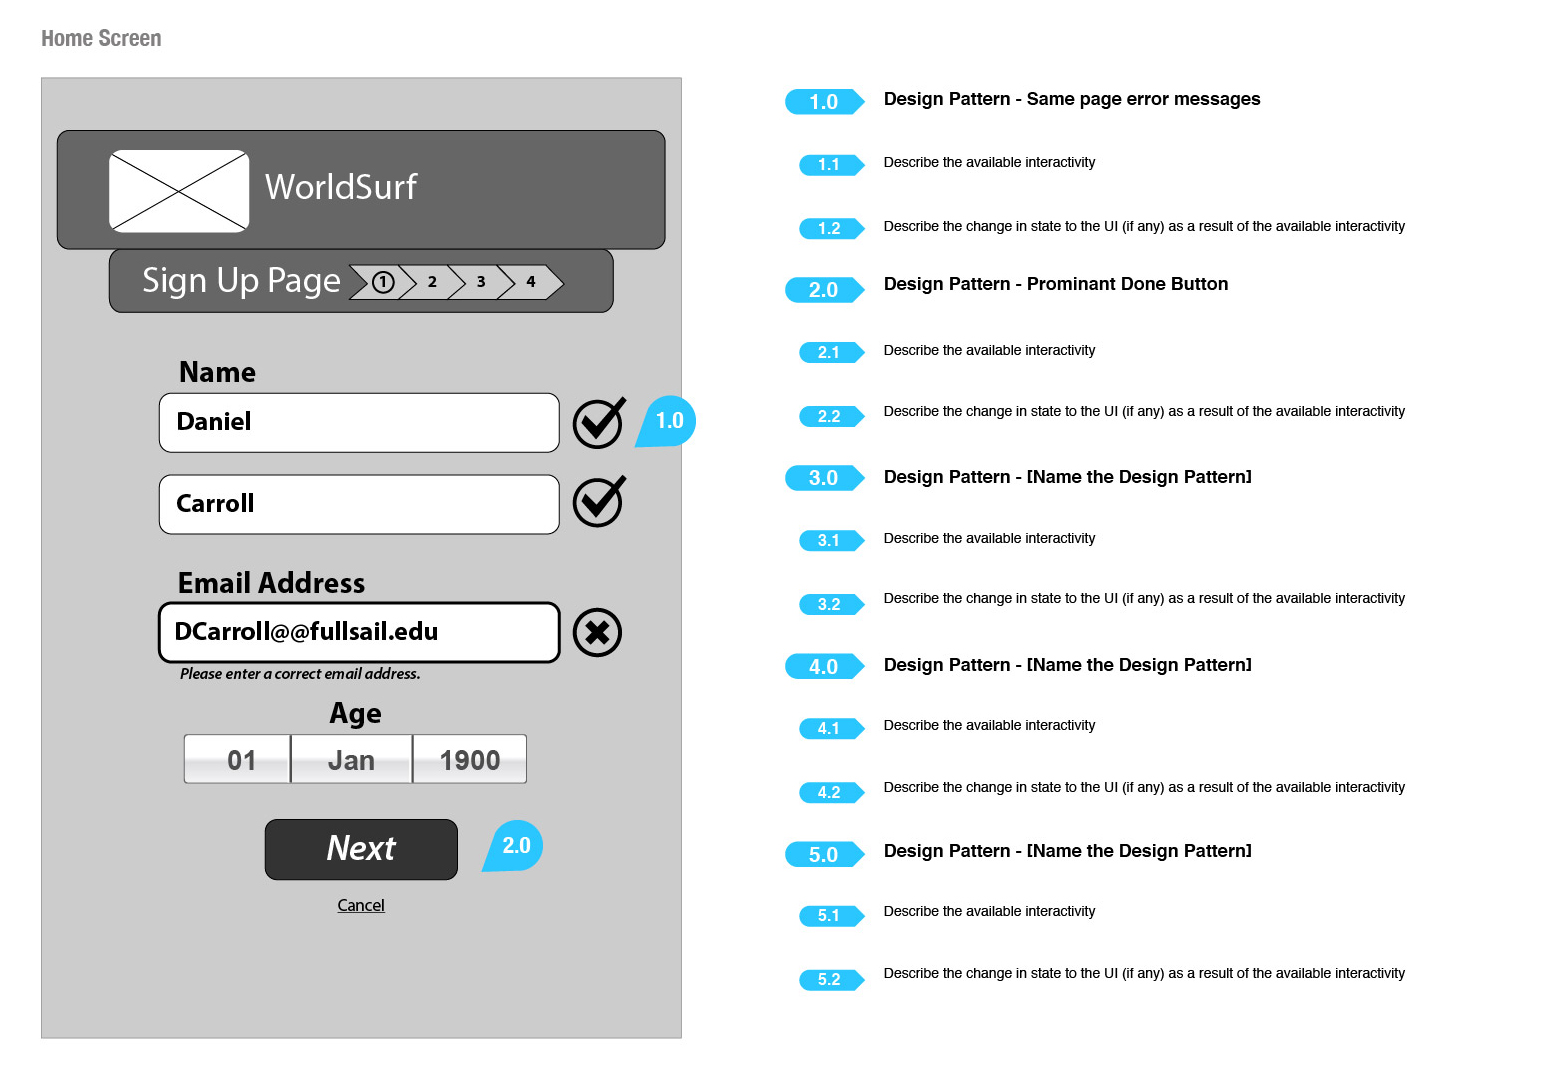 Home Screen
WorldSurf
Sign Up Page 1 2 3 4
Name
Daniel
1.0
Carroll
Email Address
DCarroll@@fullsail.edu
Please enter a correct email address.
Age
01 Jan 1900
Next
2.0
Cancel
1.0 Design Pattern - Same page error messages
1.1 Describe the available interactivity
1.2 Describe the change in state to the UI (if any) as a result of the available interactivity
2.0 Design Pattern - Prominant Done Button
2.1 Describe the available interactivity
2.2 Describe the change in state to the UI (if any) as a result of the available interactivity
3.0 Design Pattern - [Name the Design Pattern]
3.1 Describe the available interactivity
3.2 Describe the change in state to the UI (if any) as a result of the available interactivity
4.0 Design Pattern - [Name the Design Pattern]
4.1 Describe the available interactivity
4.2 Describe the change in state to the UI (if any) as a result of the available interactivity
5.0 Design Pattern - [Name the Design Pattern]
5.1 Describe the available interactivity
5.2 Describe the change in state to the UI (if any) as a result of the available interactivity